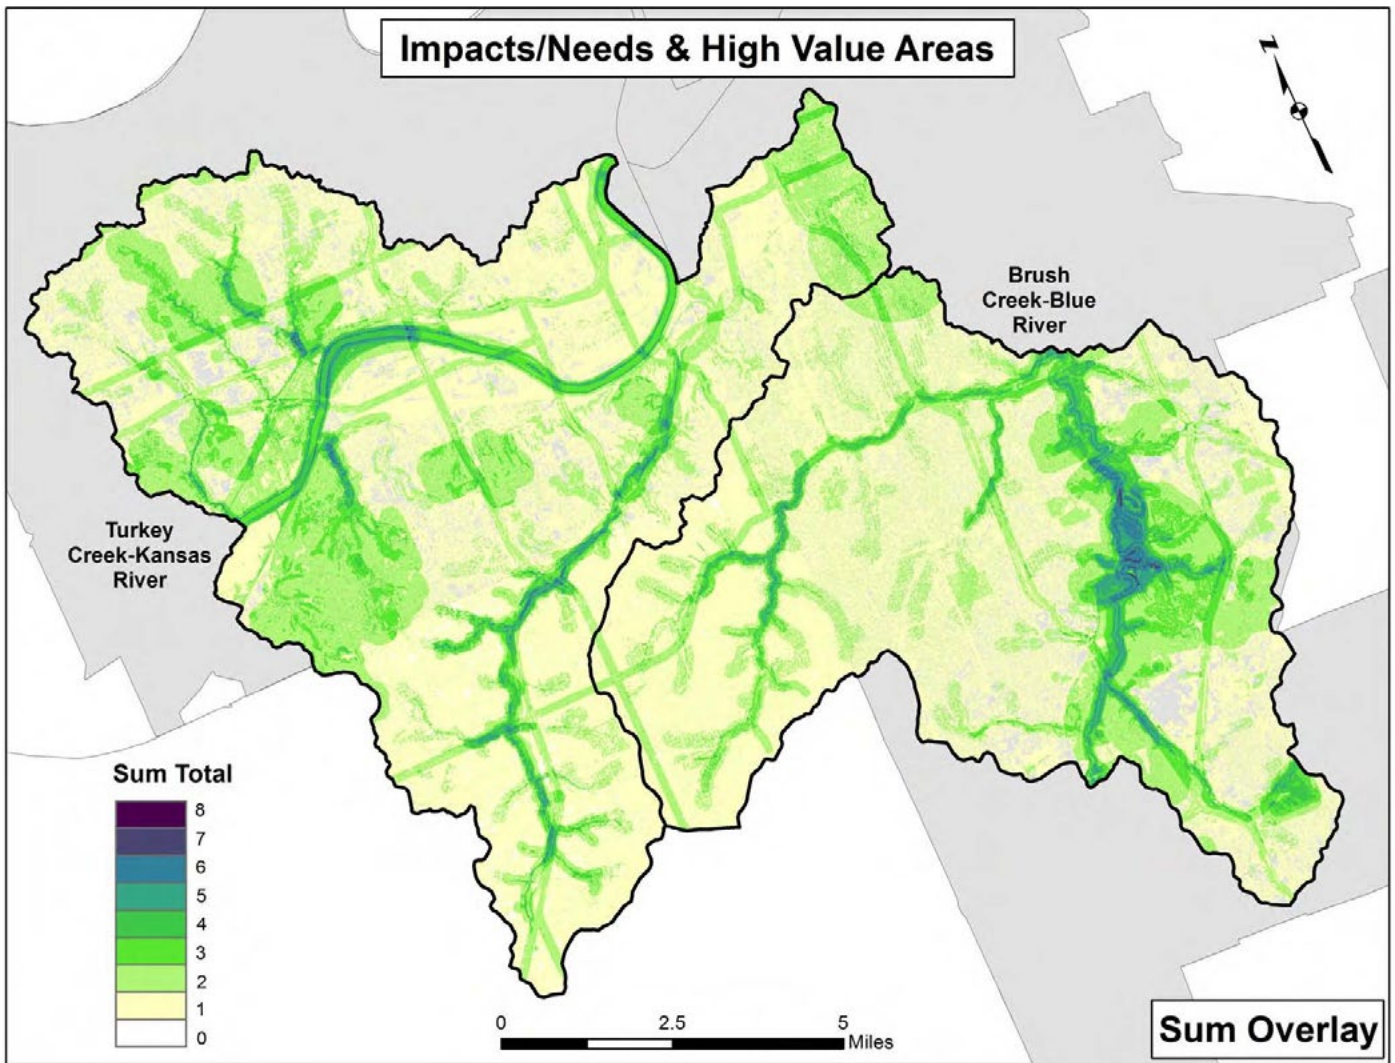 Impacts/Needs & High Value Areas
N
Brush
Creek-Blue
River
Turkey
Creek-Kansas
River
Sum Total
8
7
6
5
4
3
2
1
0
0 2.5 5
Miles
Sum Overlay